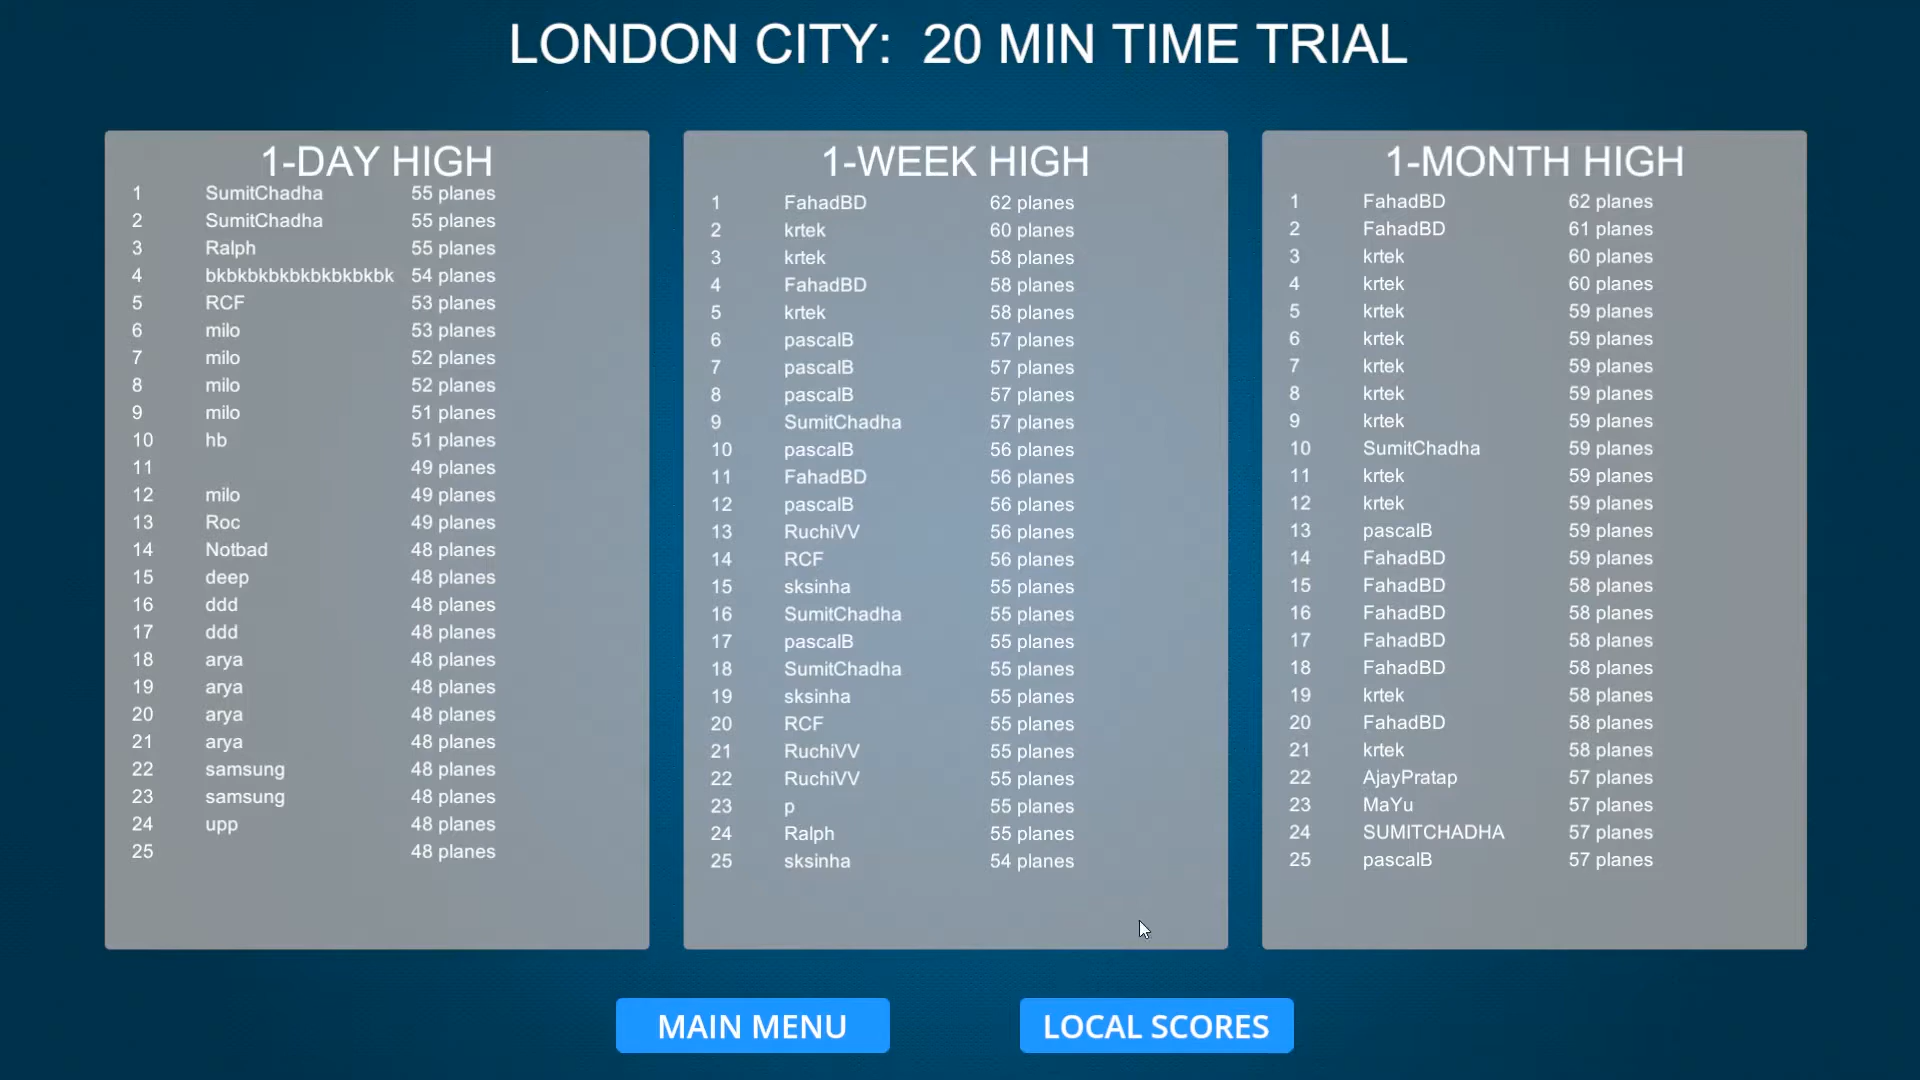 LONDON CITY: 20 MIN TIME TRIAL
1-DAY HIGH
1 SumitChadha 55 planes
2 SumitChadha 55 planes
3 Ralph 55 planes
4 bkbkbkbkbkbkbkbkbk 54 planes
5 RCF 53 planes
6 milo 53 planes
7 milo 52 planes
8 milo 52 planes
9 milo 51 planes
10 hb 51 planes
11 49 planes
12 milo 49 planes
13 Roc 49 planes
14 Notbad 48 planes
15 deep 48 planes
16 ddd 48 planes
17 ddd 48 planes
18 arya 48 planes
19 arya 48 planes
20 arya 48 planes
21 arya 48 planes
22 samsung 48 planes
23 samsung 48 planes
24 upp 48 planes
25 48 planes
1-WEEK HIGH
1 FahadBD 62 planes
2 krtek 60 planes
3 krtek 58 planes
4 FahadBD 58 planes
5 krtek 58 planes
6 pascalB 57 planes
7 pascalB 57 planes
8 pascalB 57 planes
9 SumitChadha 57 planes
10 pascalB 56 planes
11 FahadBD 56 planes
12 pascalB 56 planes
13 RuchiVV 56 planes
14 RCF 56 planes
15 sksinha 55 planes
16 SumitChadha 55 planes
17 pascalB 55 planes
18 SumitChadha 55 planes
19 sksinha 55 planes
20 RCF 55 planes
21 RuchiVV 55 planes
22 RuchiVV 55 planes
23 p 55 planes
24 Ralph 55 planes
25 sksinha 54 planes
1-MONTH HIGH
1 FahadBD 62 planes
2 FahadBD 61 planes
3 krtek 60 planes
4 krtek 60 planes
5 krtek 59 planes
6 krtek 59 planes
7 krtek 59 planes
8 krtek 59 planes
9 krtek 59 planes
10 SumitChadha 59 planes
11 krtek 59 planes
12 krtek 59 planes
13 pascalB 59 planes
14 FahadBD 59 planes
15 FahadBD 58 planes
16 FahadBD 58 planes
17 FahadBD 58 planes
18 FahadBD 58 planes
19 krtek 58 planes
20 FahadBD 58 planes
21 krtek 58 planes
22 AjayPratap 57 planes
23 MaYu 57 planes
24 SUMITCHADHA 57 planes
25 pascalB 57 planes
MAIN MENU
LOCAL SCORES